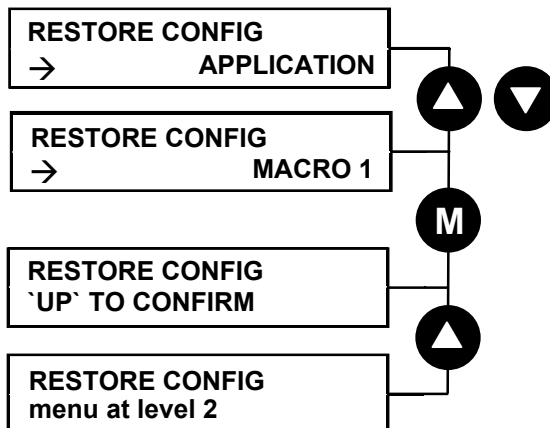 RESTORE CONFIG
→ APPLICATION
RESTORE CONFIG
→ MACRO 1
M
RESTORE CONFIG
`UP` TO CONFIRM
RESTORE CONFIG
menu at level 2